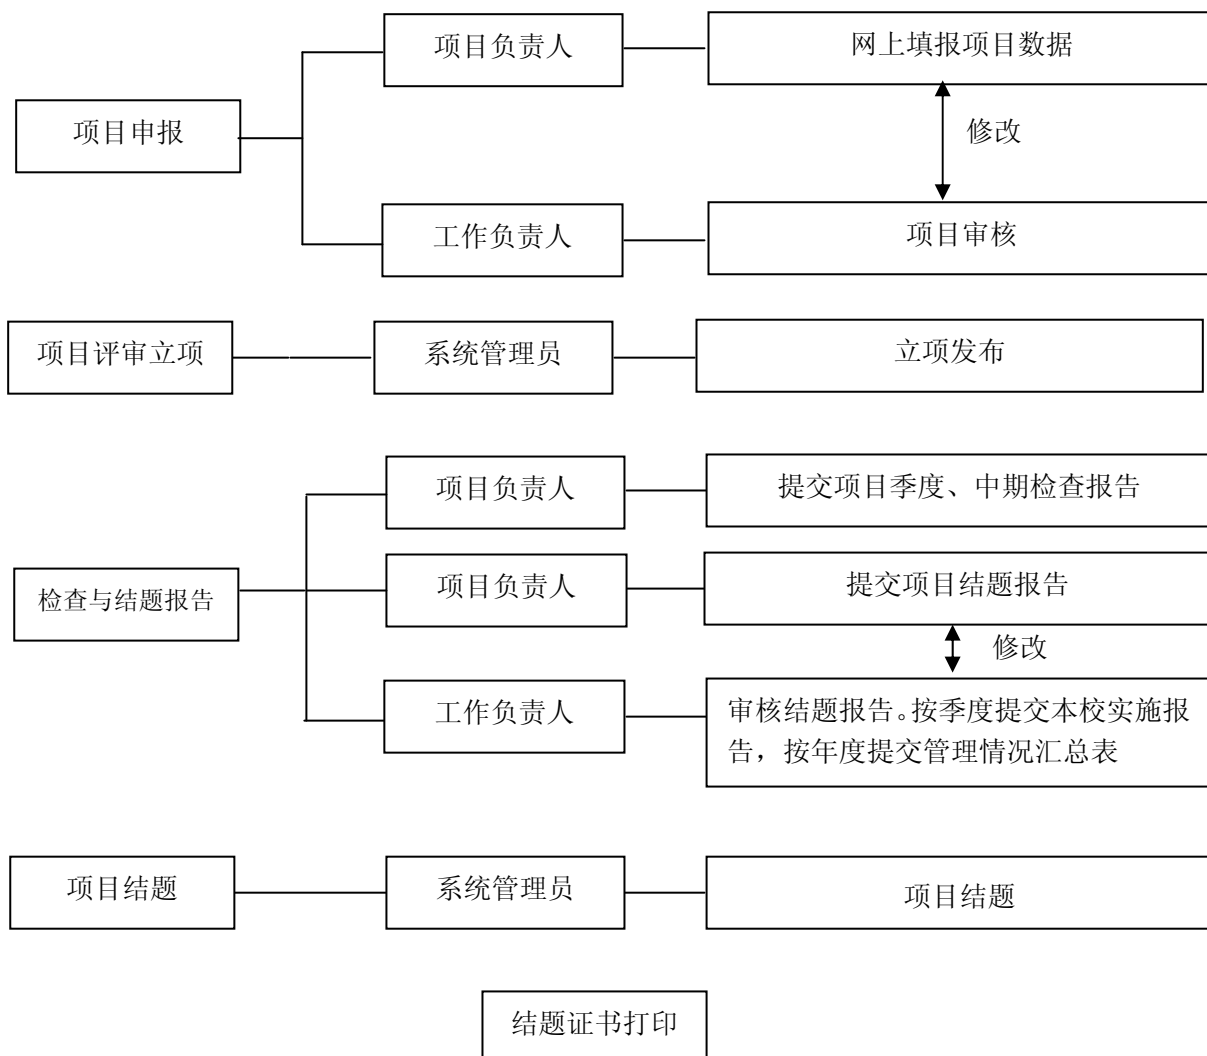 项目负责人
网上填报项目数据
项目申报
修改
工作负责人
项目审核
项目评审立项
系统管理员
立项发布
项目负责人
提交项目季度、中期检查报告
检查与结题报告
项目负责人
提交项目结题报告
修改
工作负责人
审核结题报告。按季度提交本校实施报
告，按年度提交管理情况汇总表
项目结题
系统管理员
项目结题
结题证书打印